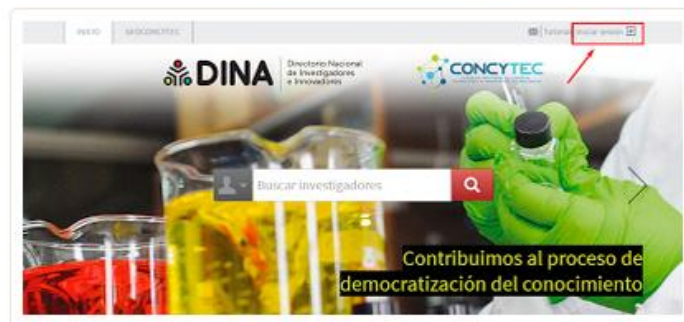 INICIO GEOCONCYTEC
Tutorial Iniciar sesión
DINA
Directorio Nacional
de Investigadores
e Innovadores
CONCYTEC
Buscar investigadores
Contribuimos al proceso de
democratización del conocimiento